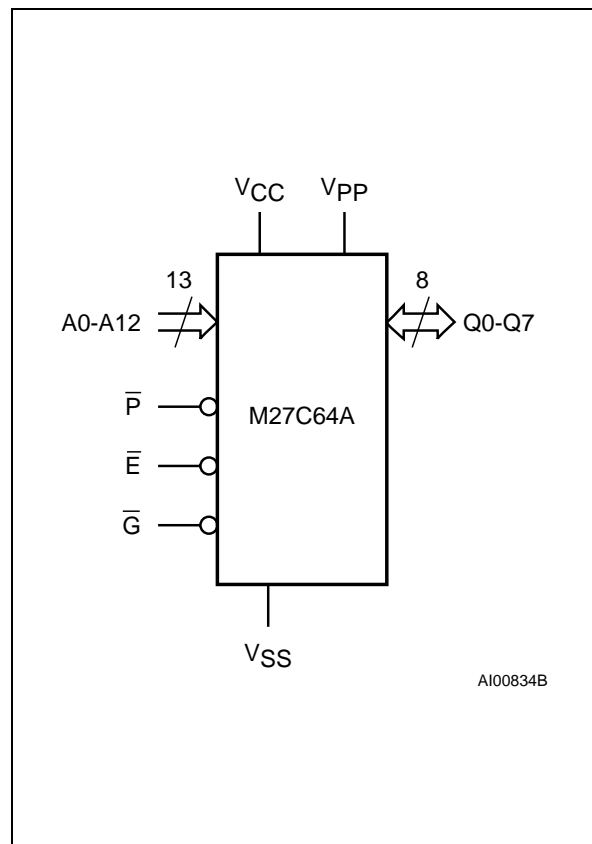 VCC VPP
13 8
A0-A12 Q0-Q7
P̅ M27C64A
E̅
G̅
VSS
AI00834B